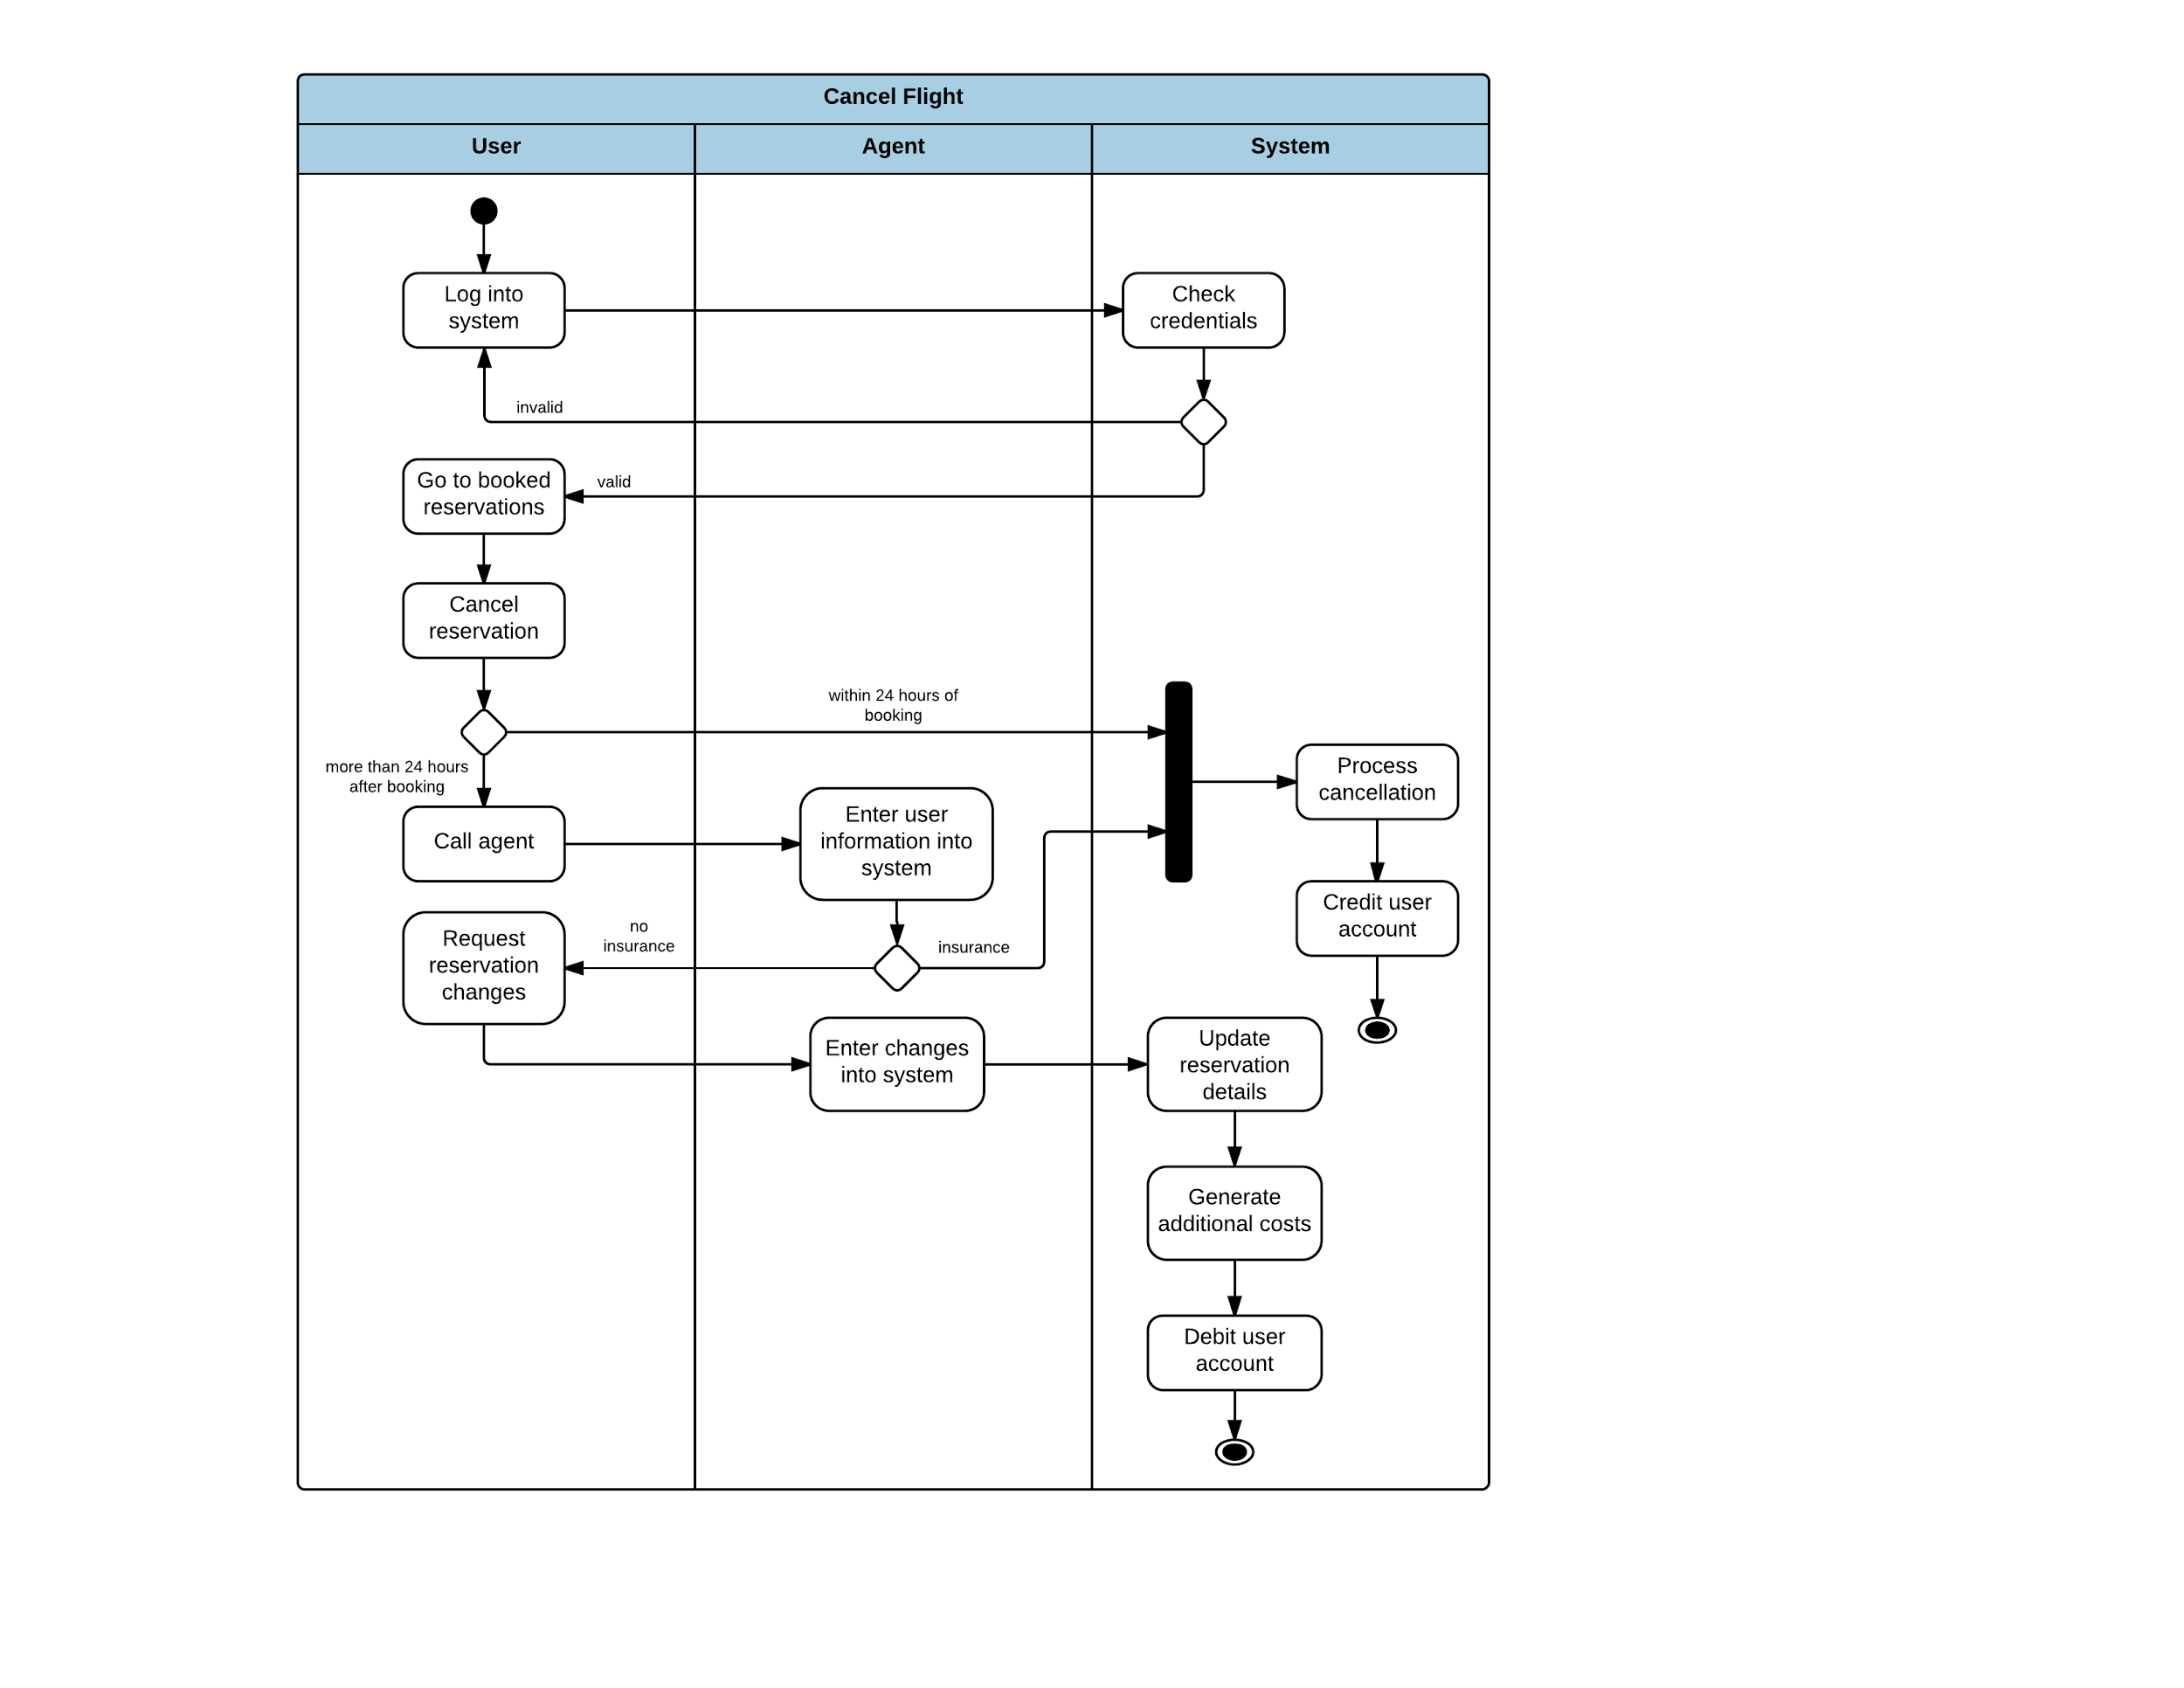 Cancel Flight
User
Agent
System
Log into
system
Check
credentials
invalid
Go to booked
reservations
valid
Cancel
reservation
within 24 hours of
booking
more than 24 hours
after booking
Process
cancellation
Call agent
Enter user
information into
system
Credit user
account
Request
reservation
changes
no
insurance
insurance
Enter changes
into system
Update
reservation
details
Generate
additional costs
Debit user
account